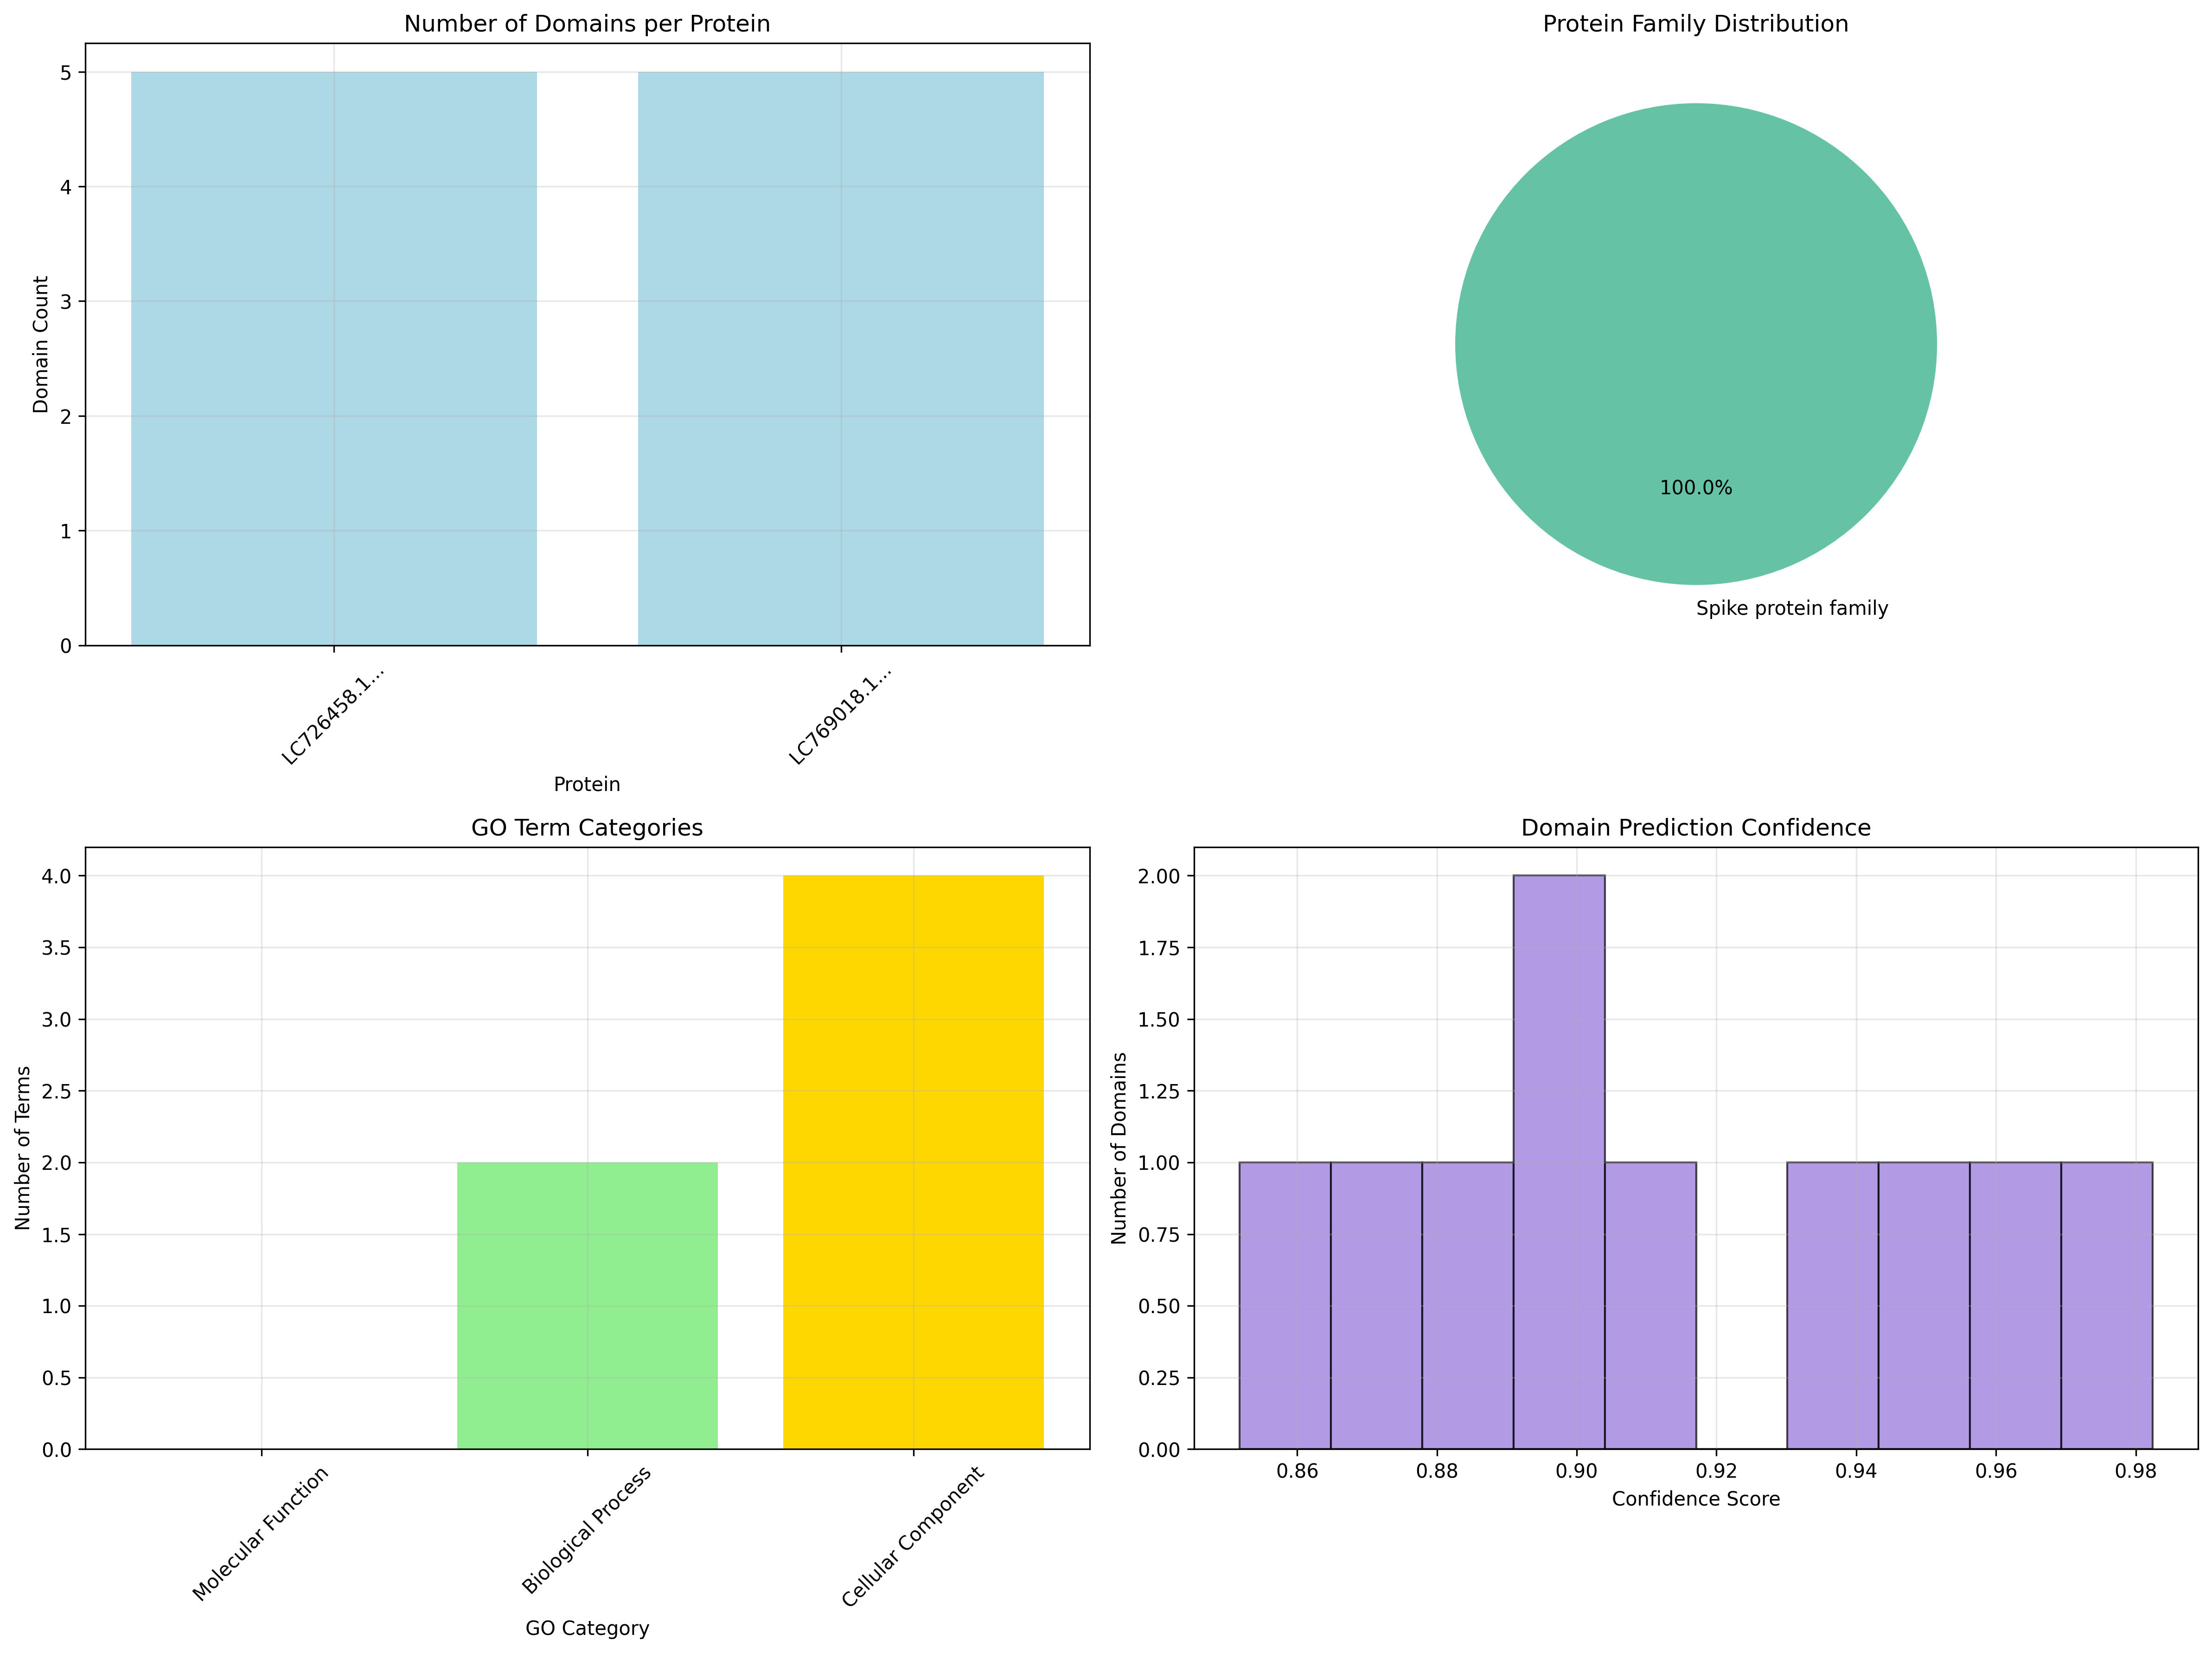 Number of Domains per Protein
Domain Count
5
4
3
2
1
0
LC726458.1...
LC769018.1...
Protein
Protein Family Distribution
100.0%
Spike protein family
GO Term Categories
Number of Terms
4.0
3.5
3.0
2.5
2.0
1.5
1.0
0.5
0.0
Molecular Function
Biological Process
Cellular Component
GO Category
Domain Prediction Confidence
Number of Domains
2.00
1.75
1.50
1.25
1.00
0.75
0.50
0.25
0.00
0.86
0.88
0.90
0.92
0.94
0.96
0.98
Confidence Score